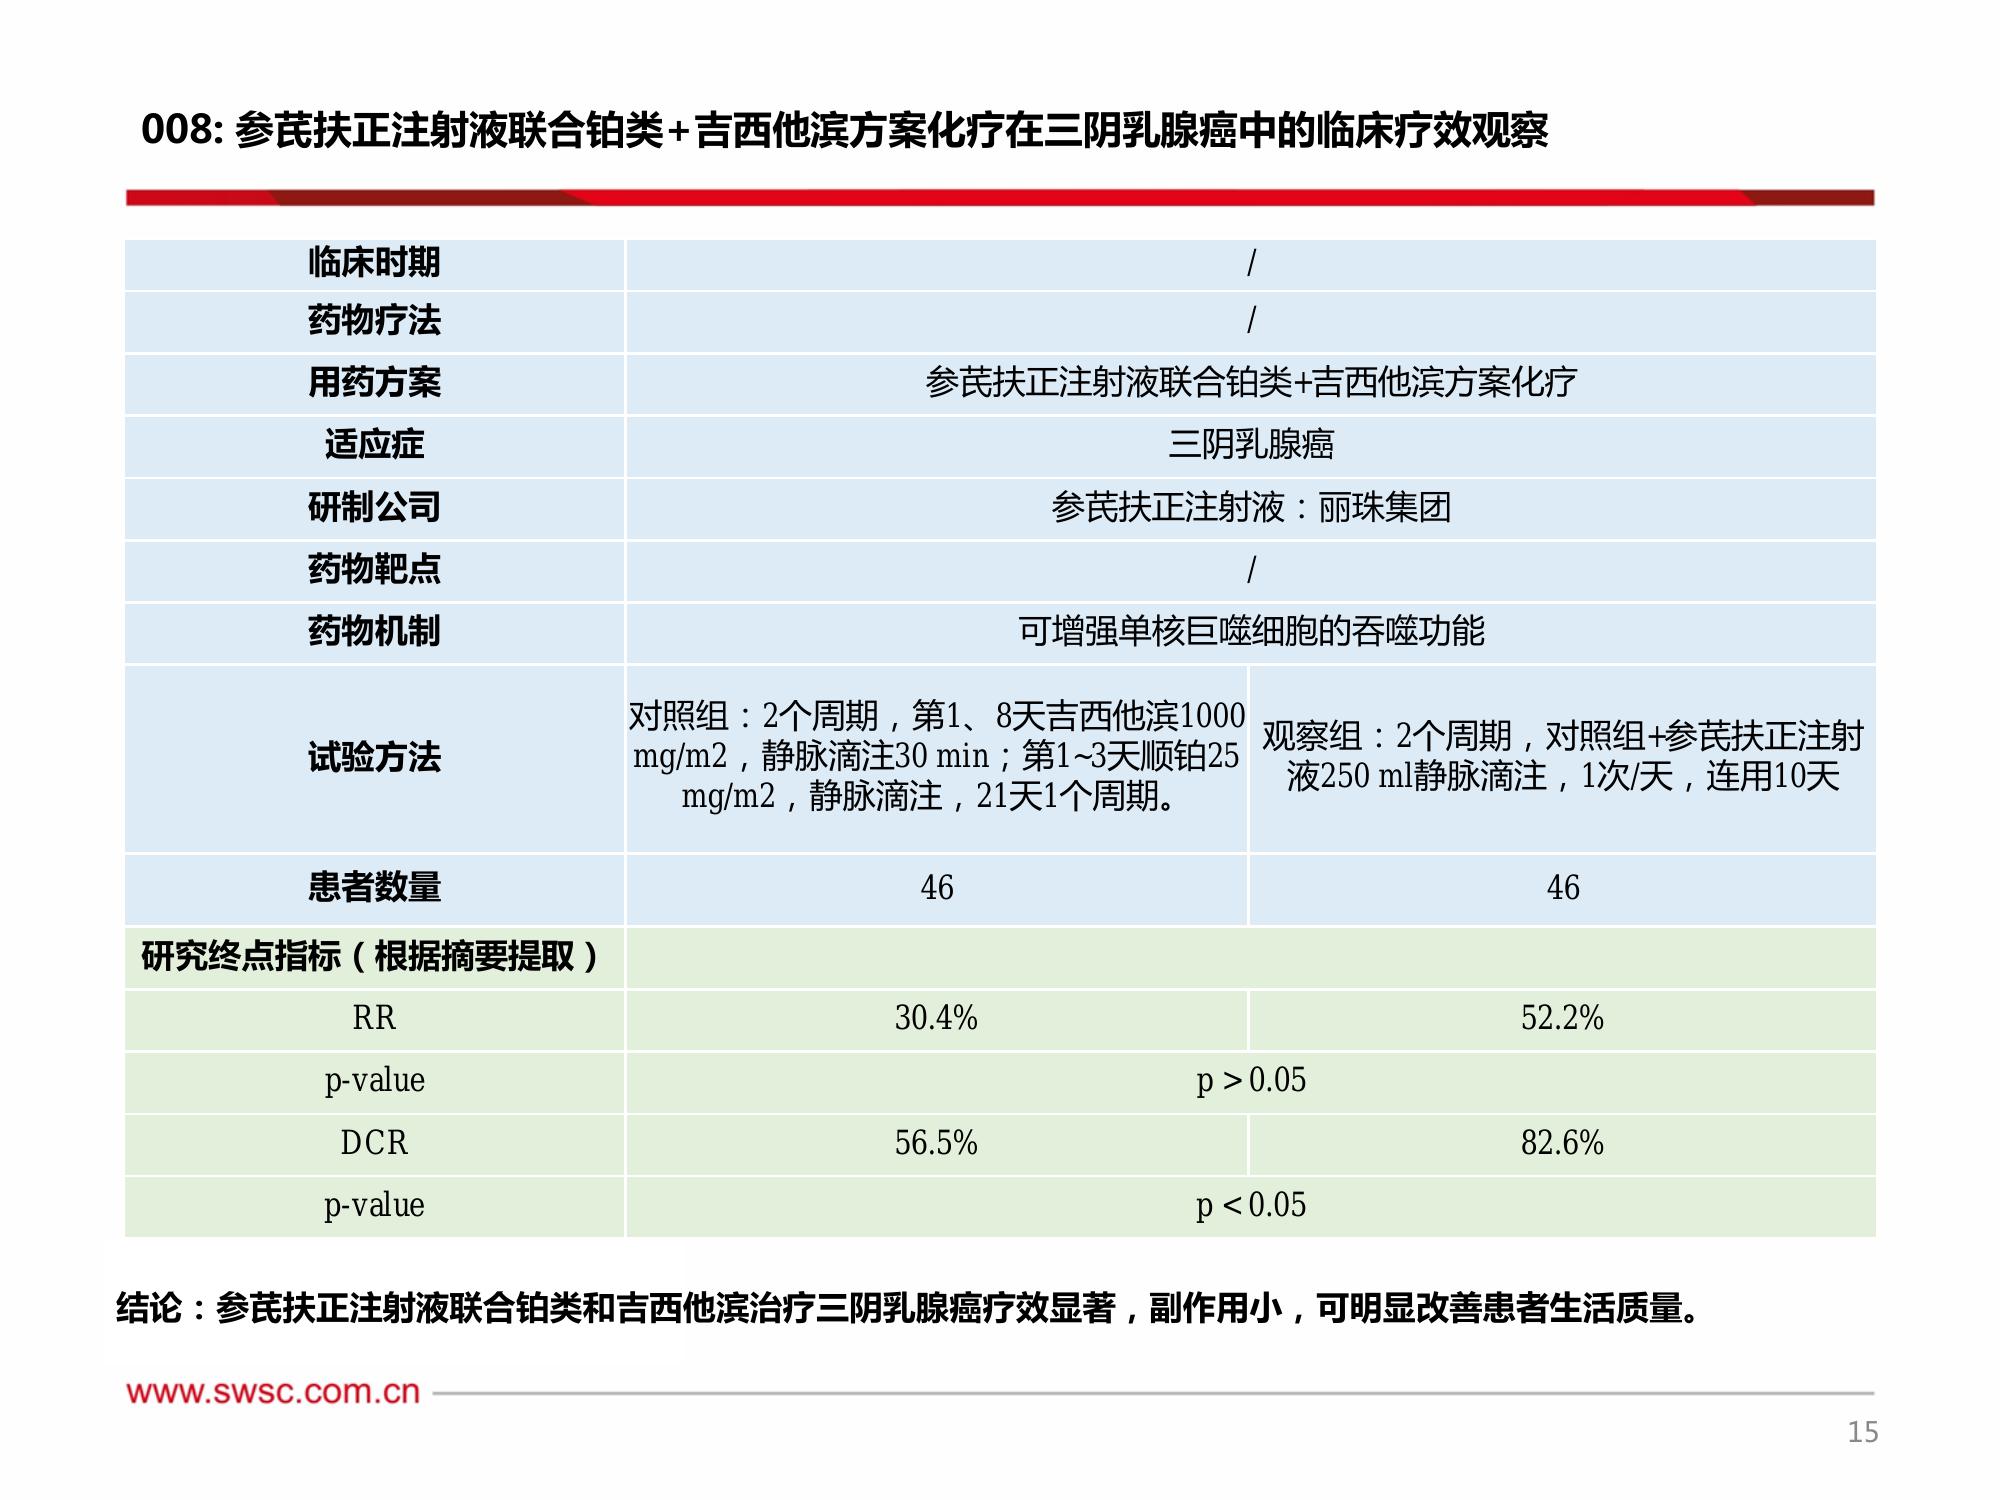 008: 参芪扶正注射液联合铂类+吉西他滨方案化疗在三阴乳腺癌中的临床疗效观察
临床时期 /
药物疗法 /
用药方案 参芪扶正注射液联合铂类+吉西他滨方案化疗
适应症 三阴乳腺癌
研制公司 参芪扶正注射液：丽珠集团
药物靶点 /
药物机制 可增强单核巨噬细胞的吞噬功能
试验方法
对照组：2个周期，第1、8天吉西他滨1000
mg/m2，静脉滴注30 min；第1~3天顺铂25
mg/m2，静脉滴注，21天1个周期。
观察组：2个周期，对照组+参芪扶正注射
液250 ml静脉滴注，1次/天，连用10天
患者数量 46 46
研究终点指标（根据摘要提取）
RR 30.4% 52.2%
p-value p＞0.05
DCR 56.5% 82.6%
p-value p＜0.05
结论：参芪扶正注射液联合铂类和吉西他滨治疗三阴乳腺癌疗效显著，副作用小，可明显改善患者生活质量。
www.swsc.com.cn
15